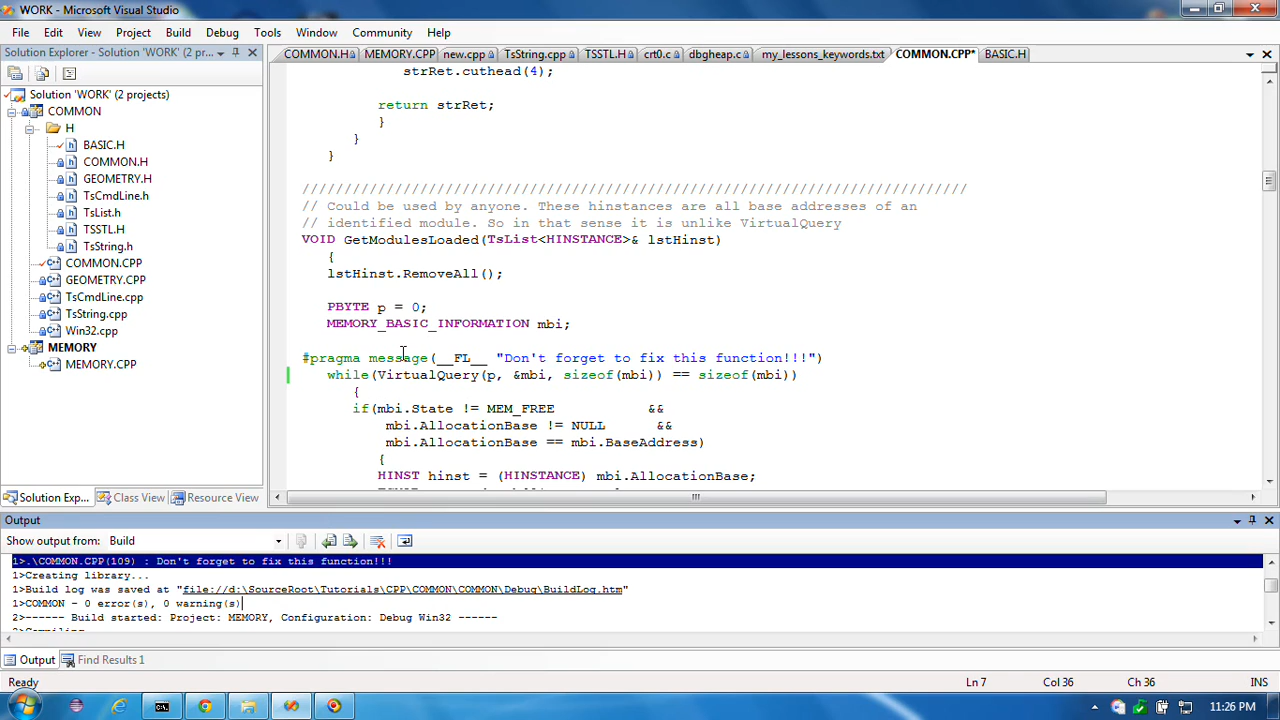 WORK - Microsoft Visual Studio
File Edit View Project Build Debug Tools Window Community Help
Solution Explorer - Solution 'WORK' (2 pr...
COMMON.H MEMORY.CPP new.cpp TsString.cpp TSSTL.H crt0.c dbgheap.c my_lessons_keywords.txt COMMON.CPP* BASIC.H
Solution 'WORK' (2 projects)
COMMON
H
BASIC.H
COMMON.H
GEOMETRY.H
TsCmdLine.h
TsList.h
TSSTL.H
TsString.h
COMMON.CPP
GEOMETRY.CPP
TsCmdLine.cpp
TsString.cpp
Win32.cpp
MEMORY
MEMORY.CPP
strRet.cuthead(4);
return strRet;
}
}
}
///////////////////////////////////////////////////////////////////////////////
// Could be used by anyone. These hinstances are all base addresses of an
// identified module. So in that sense it is unlike VirtualQuery
VOID GetModulesLoaded(TsList<HINSTANCE>& lstHinst)
{
lstHinst.RemoveAll();
PBYTE p = 0;
MEMORY_BASIC_INFORMATION mbi;
#pragma message(__FL__ "Don't forget to fix this function!!!")
while(VirtualQuery(p, &mbi, sizeof(mbi)) == sizeof(mbi))
{
if(mbi.State != MEM_FREE &&
mbi.AllocationBase != NULL &&
mbi.AllocationBase == mbi.BaseAddress)
{
HINST hinst = (HINSTANCE) mbi.AllocationBase;
Solution Exp... Class View Resource View
Output
Show output from: Build
1>.\COMMON.CPP(109) : Don't forget to fix this function!!!
1>Creating library...
1>Build log was saved at "file://d:\SourceRoot\Tutorials\CPP\COMMON\COMMON\Debug\BuildLog.htm"
1>COMMON - 0 error(s), 0 warning(s)
2>------ Build started: Project: MEMORY, Configuration: Debug Win32 ------
2>Compiling
Output Find Results 1
Ready Ln 7 Col 36 Ch 36 INS
11:26 PM